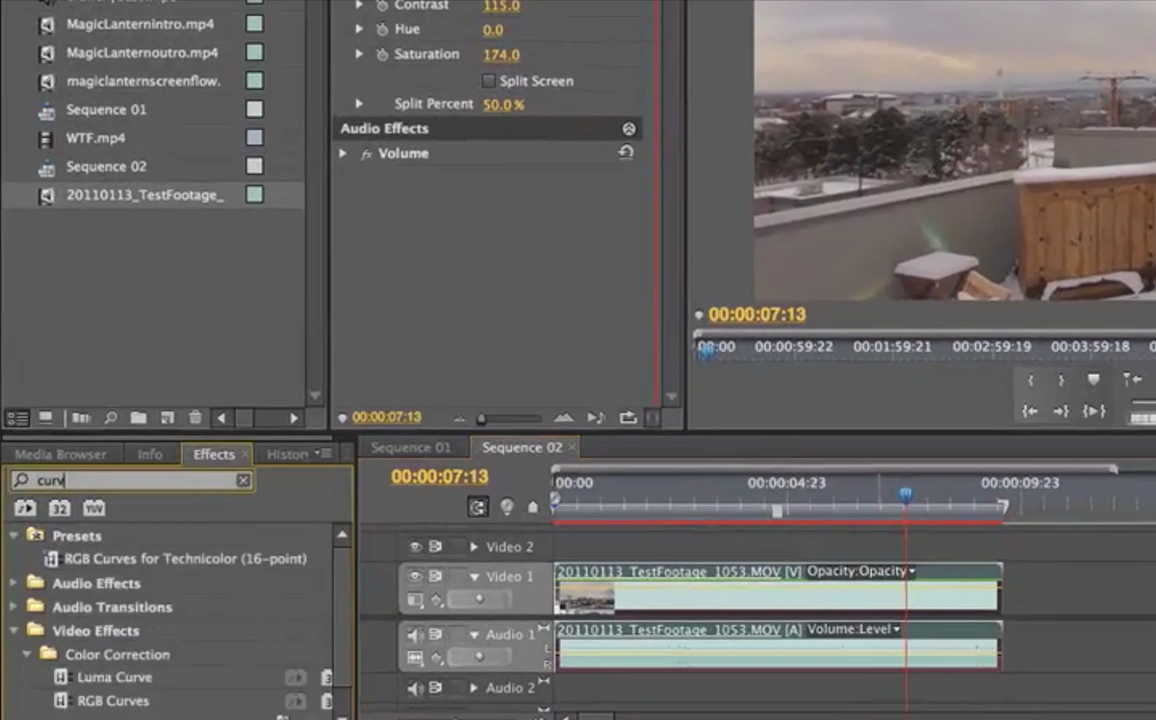 MagicLanternintro.mp4
MagicLanternoutro.mp4
magiclanternscreenflow.
Sequence 01
WTF.mp4
Sequence 02
20110113_TestFootage_
Contrast 115.0
Hue 0.0
Saturation 174.0
Split Screen
Split Percent 50.0 %
Audio Effects
fx Volume
00:00:07:13
00:00:07:13
00:00 00:00:59:22 00:01:59:21 00:02:59:19 00:03:59:18
Media Browser Info Effects × Histor
curv
32 YUV
Presets
RGB Curves for Technicolor (16-point)
Audio Effects
Audio Transitions
Video Effects
Color Correction
Luma Curve
RGB Curves
Sequence 01 Sequence 02 ×
00:00:07:13
00:00 00:00:04:23 00:00:09:23
Video 2
Video 1
20110113_TestFootage_1053.MOV [V] Opacity:Opacity
Audio 1
L
R
20110113_TestFootage_1053.MOV [A] Volume:Level
Audio 2